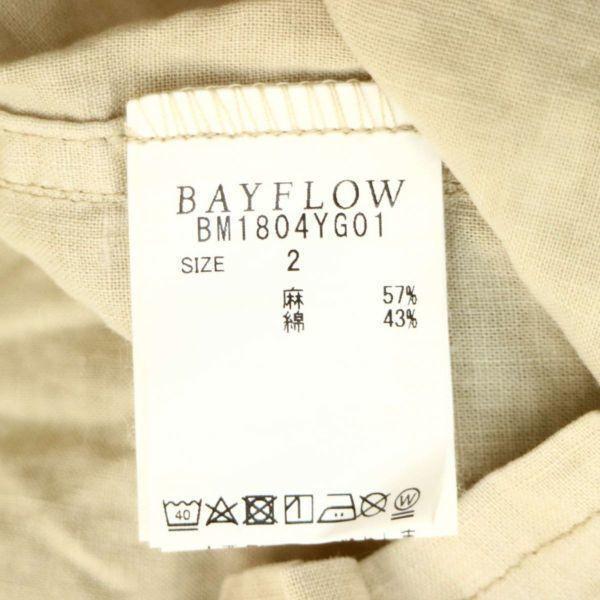 BAYFLOW
BM1804YG01
SIZE 2
麻 57%
綿 43%
40 W